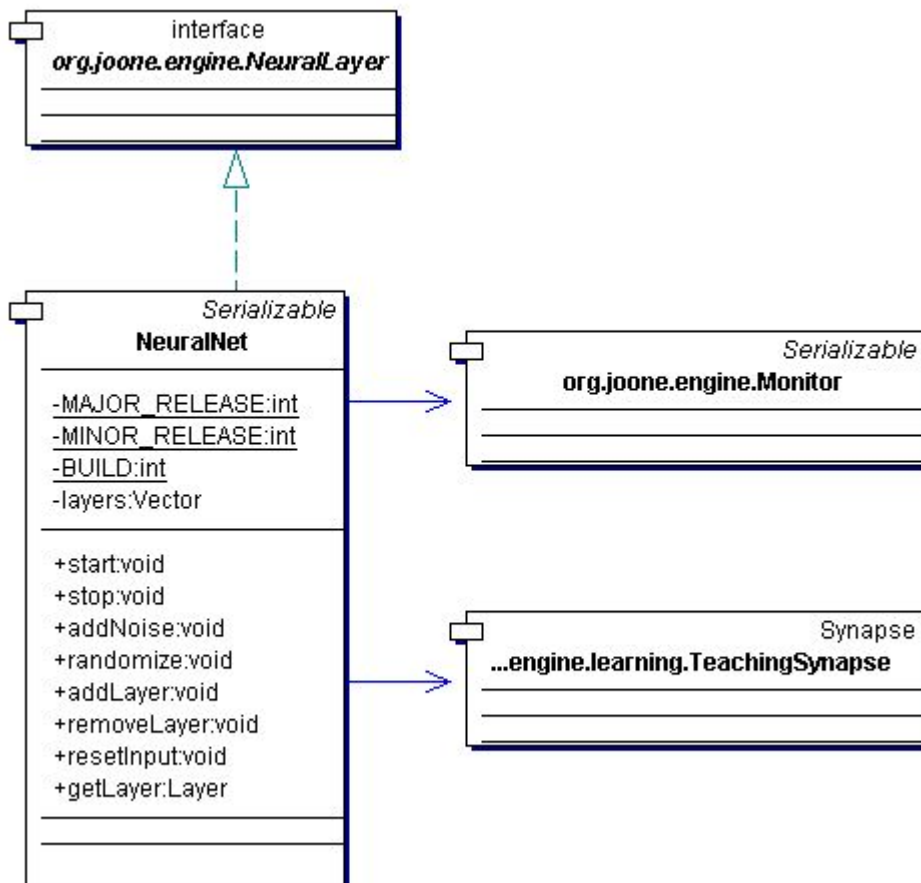 interface
org.joone.engine.NeuralLayer
Serializable
NeuralNet
-MAJOR_RELEASE:int
-MINOR_RELEASE:int
-BUILD:int
-layers:Vector
+start:void
+stop:void
+addNoise:void
+randomize:void
+addLayer:void
+removeLayer:void
+resetInput:void
+getLayer:Layer
Serializable
org.joone.engine.Monitor
Synapse
...engine.learning.TeachingSynapse